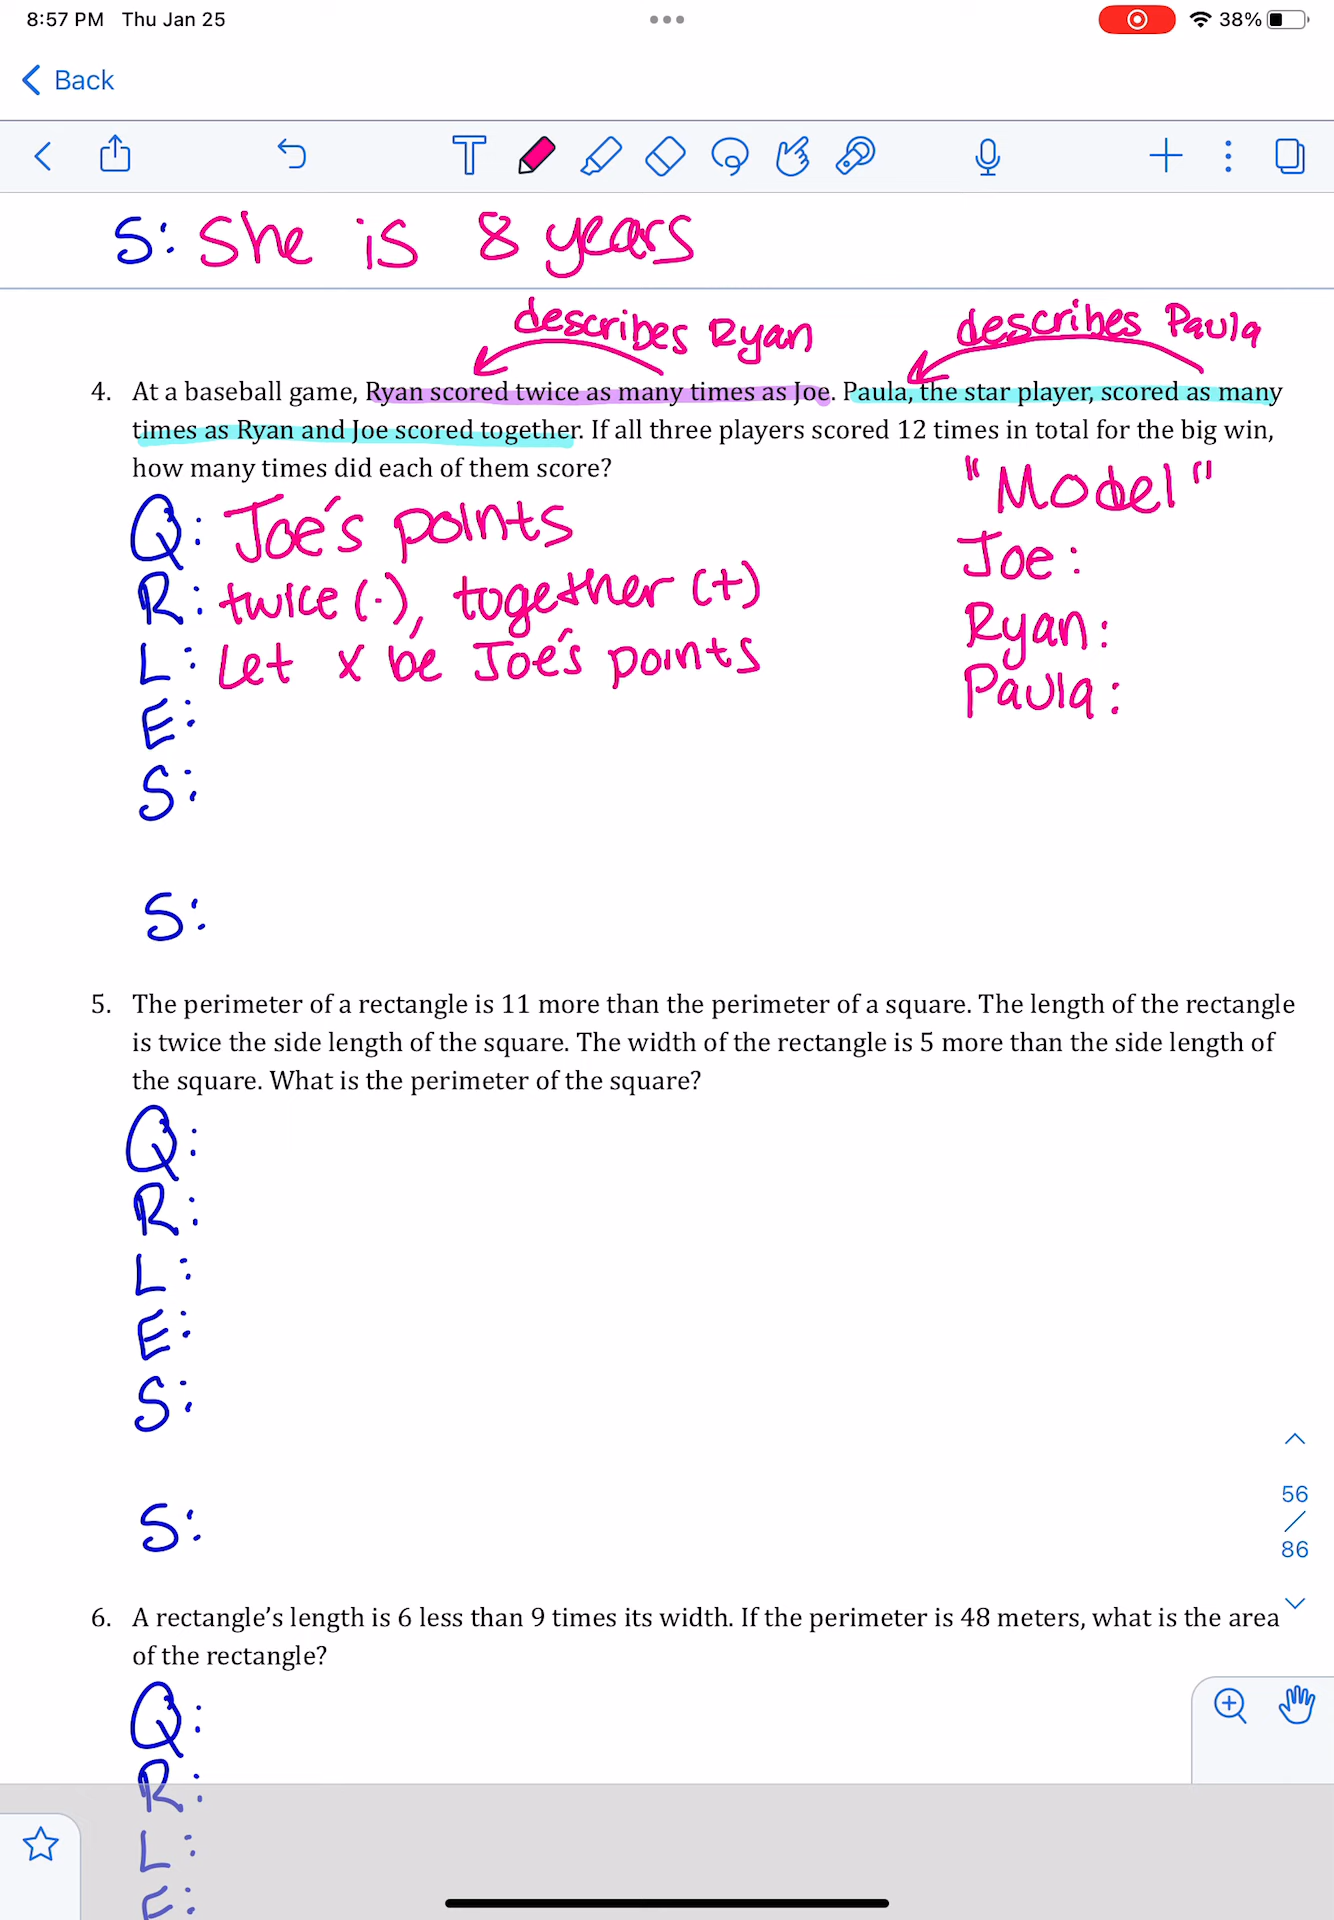 8:57 PM Thu Jan 25
38%
Back
S: She is 8 years
describes Ryan
describes Paula
4. At a baseball game, Ryan scored twice as many times as Joe. Paula, the star player, scored as many
times as Ryan and Joe scored together. If all three players scored 12 times in total for the big win,
how many times did each of them score?
"Model"
Q: Joe's points
Joe:
R: twice (·), together (+)
Ryan:
L: Let x be Joe's points
Paula:
E:
S:
S:
5. The perimeter of a rectangle is 11 more than the perimeter of a square. The length of the rectangle
is twice the side length of the square. The width of the rectangle is 5 more than the side length of
the square. What is the perimeter of the square?
Q:
R:
L:
E:
S:
S:
56
/
86
6. A rectangle's length is 6 less than 9 times its width. If the perimeter is 48 meters, what is the area
of the rectangle?
Q:
R:
L:
E: